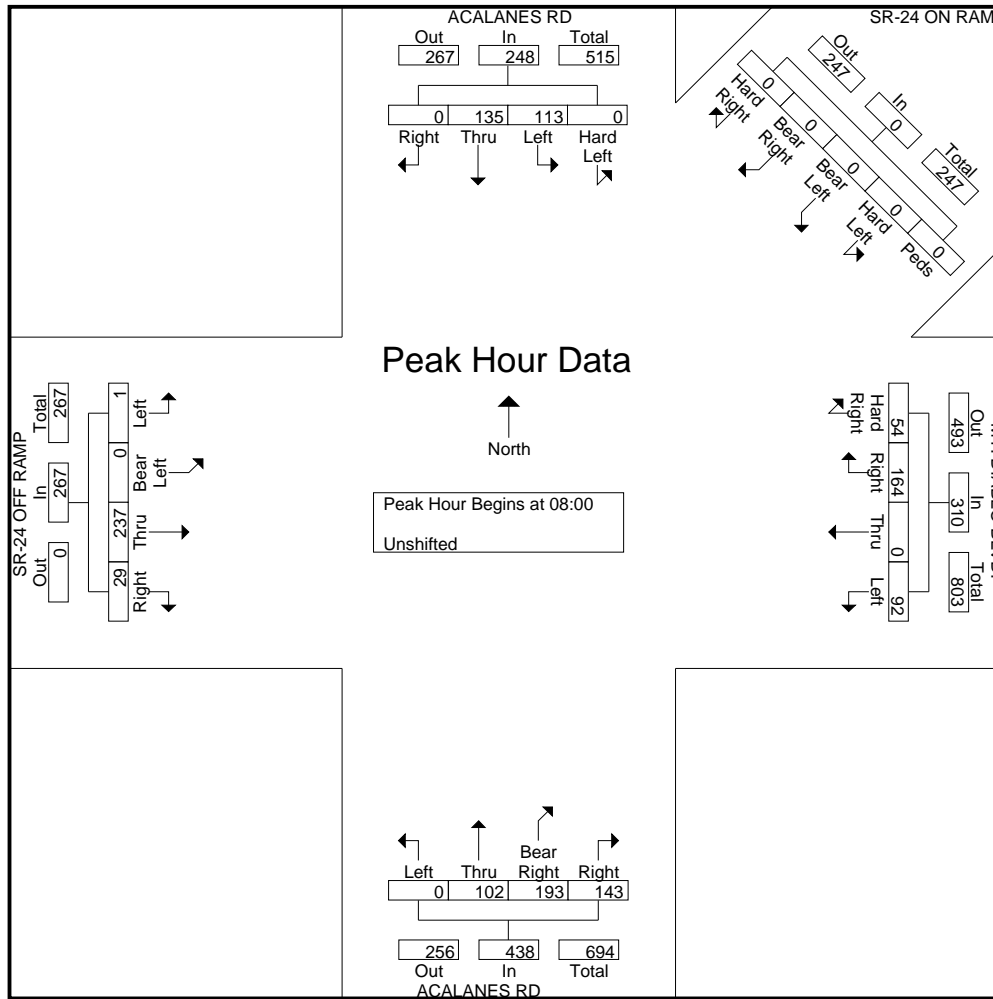 ACALANES RD
Out In Total
267 248 515
0 135 113 0
Right Thru Left Hard Left
SR-24 ON RAM
Out
247
In
0
Total
247
0 0 0 0 0
Hard Right
Bear Right
Bear Left
Hard Left
Peds
Peak Hour Data
North
Peak Hour Begins at 08:00
Unshifted
SR-24 OFF RAMP
Total In Out
267 267 0
1 0 237 29
Left
Bear Left
Thru
Right
Out In Total
493 310 803
54 164 0 92
Hard Right
Right
Thru
Left
Left Thru Bear Right Right
0 102 193 143
256 438 694
Out In Total
ACALANES RD